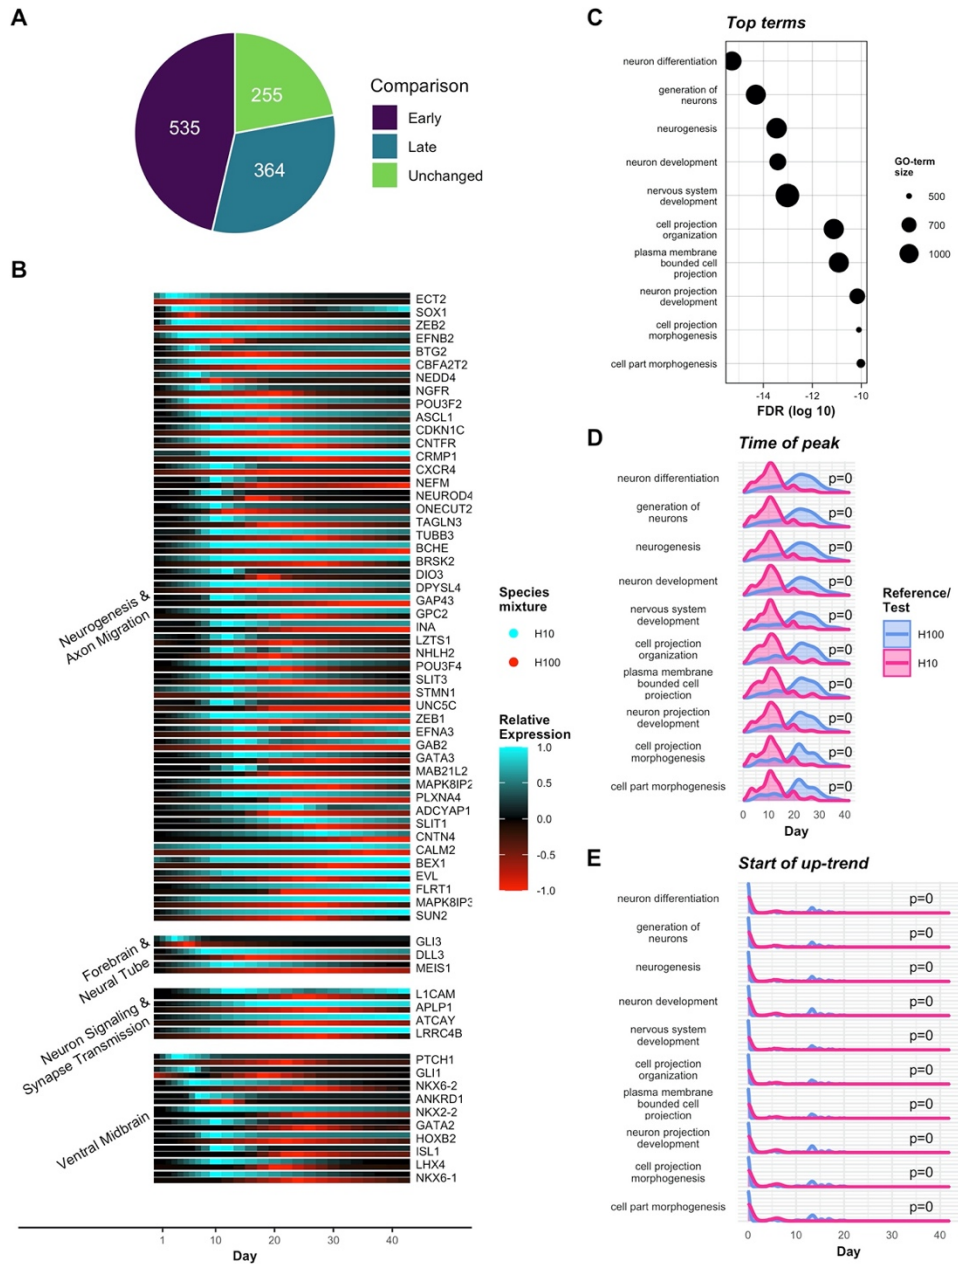 A
535
255
364
Comparison
Early
Late
Unchanged
B
ECT2
SOX1
ZEB2
EFNB2
BTG2
CBFA2T2
NEDD4
NGFR
POU3F2
ASCL1
CDKN1C
CNTFR
CRMP1
CXCR4
NEFM
NEUROD4
ONECUT2
TAGLN3
TUBB3
BCHE
BRSK2
DIO3
DPYSL4
GAP43
GPC2
INA
LZTS1
NHLH2
POU3F4
SLIT3
STMN1
UNC5C
ZEB1
EFNA3
GAB2
GATA3
MAB21L2
MAPK8IP2
PLXNA4
ADCYAP1
SLIT1
CNTN4
CALM2
BEX1
EVL
FLRT1
MAPK8IP3
SUN2
Neurogenesis &
Axon Migration
GLI3
DLL3
MEIS1
Forebrain &
Neural Tube
L1CAM
APLP1
ATCAY
LRRC4B
Neuron Signaling &
Synapse Transmission
PTCH1
GLI1
NKX6-2
ANKRD1
NKX2-2
GATA2
HOXB2
ISL1
LHX4
NKX6-1
Ventral Midbrain
1 10 20 30 40
Day
Species
mixture
H10
H100
Relative
Expression
1.0
0.5
0.0
-0.5
-1.0
C
Top terms
neuron differentiation
generation of
neurons
neurogenesis
neuron development
nervous system
development
cell projection
organization
plasma membrane
bounded cell
projection
neuron projection
development
cell projection
morphogenesis
cell part morphogenesis
-14 -12 -10
FDR (log 10)
GO-term
size
500
700
1000
D
Time of peak
neuron differentiation p=0
generation of
neurons p=0
neurogenesis p=0
neuron development p=0
nervous system
development p=0
cell projection
organization p=0
plasma membrane
bounded cell
projection p=0
neuron projection
development p=0
cell projection
morphogenesis p=0
cell part morphogenesis p=0
0 10 20 30 40
Day
Reference/
Test
H100
H10
E
Start of up-trend
neuron differentiation p=0
generation of
neurons p=0
neurogenesis p=0
neuron development p=0
nervous system
development p=0
cell projection
organization p=0
plasma membrane
bounded cell
projection p=0
neuron projection
development p=0
cell projection
morphogenesis p=0
cell part morphogenesis p=0
0 10 20 30 40
Day